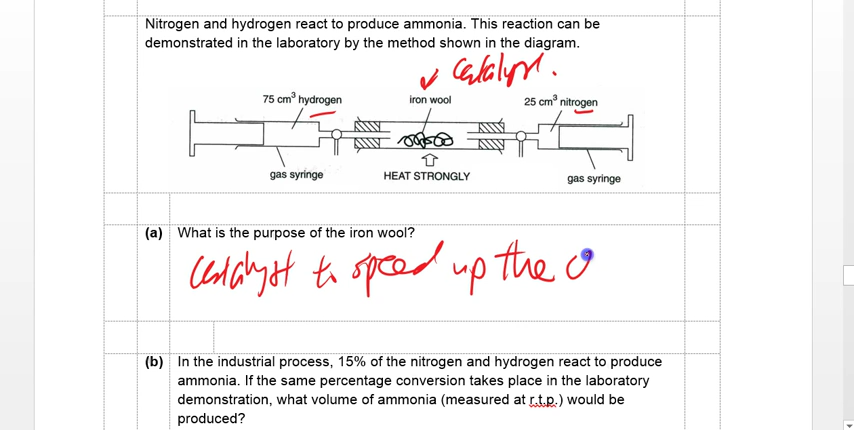 Nitrogen and hydrogen react to produce ammonia. This reaction can be
demonstrated in the laboratory by the method shown in the diagram.
catalyst.
75 cm³ hydrogen
iron wool
25 cm³ nitrogen
gas syringe
HEAT STRONGLY
gas syringe
(a) What is the purpose of the iron wool?
catalyst to speed up the
(b) In the industrial process, 15% of the nitrogen and hydrogen react to produce
ammonia. If the same percentage conversion takes place in the laboratory
demonstration, what volume of ammonia (measured at r.t.p.) would be
produced?